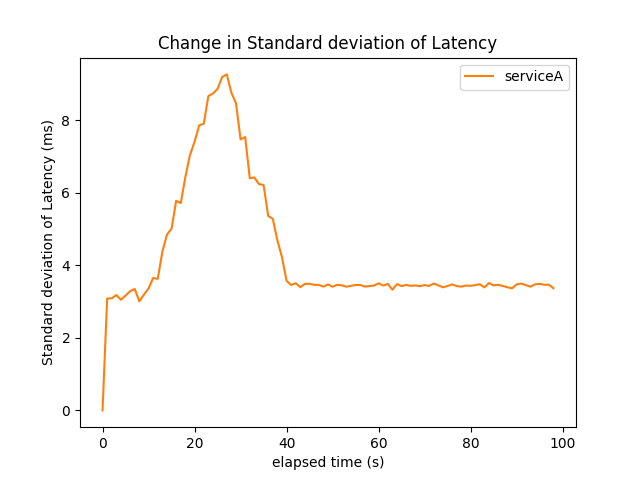 Change in Standard deviation of Latency
serviceA
Standard deviation of Latency (ms)
8
6
4
2
0
0 20 40 60 80 100
elapsed time (s)